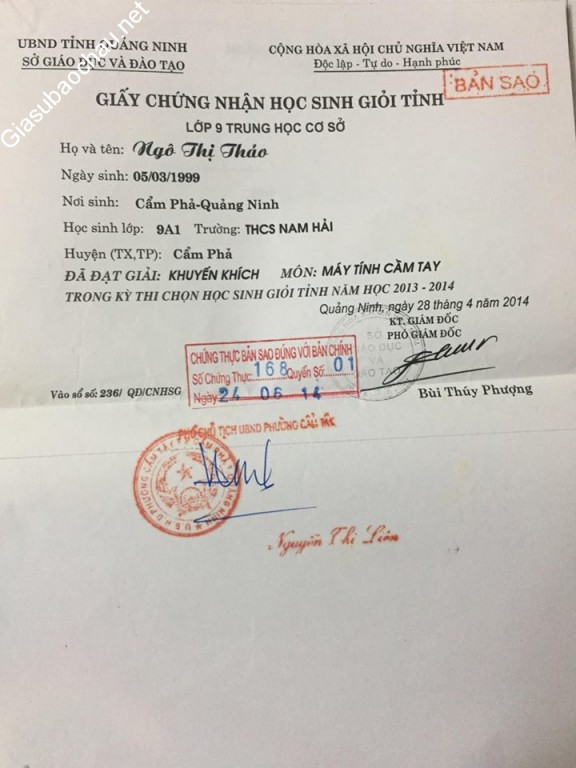 Giasubaochau.net
UBND TỈNH QUẢNG NINH
SỞ GIÁO DỤC VÀ ĐÀO TẠO
CỘNG HÒA XÃ HỘI CHỦ NGHĨA VIỆT NAM
Độc lập - Tự do - Hạnh phúc
BẢN SAO
GIẤY CHỨNG NHẬN HỌC SINH GIỎI TỈNH
LỚP 9 TRUNG HỌC CƠ SỞ
Họ và tên: Ngô Thị Thảo
Ngày sinh: 05/03/1999
Nơi sinh: Cẩm Phả-Quảng Ninh
Học sinh lớp: 9A1 Trường: THCS NAM HẢI
Huyện (TX,TP): Cẩm Phả
ĐÃ ĐẠT GIẢI: KHUYẾN KHÍCH MÔN: MÁY TÍNH CẦM TAY
TRONG KỲ THI CHỌN HỌC SINH GIỎI TỈNH NĂM HỌC 2013 - 2014
Quảng Ninh, ngày 28 tháng 4 năm 2014
KT. GIÁM ĐỐC
PHÓ GIÁM ĐỐC
CHỨNG THỰC BẢN SAO ĐÚNG VỚI BẢN CHÍNH
Số Chứng Thực: 168 Quyển Số: 01
Ngày 24 06 14
Vào sổ số: 236/ QĐ/CNHSG
Bùi Thúy Phượng
PHÓ CHỦ TỊCH UBND PHƯỜNG
Nguyễn Thị Liên